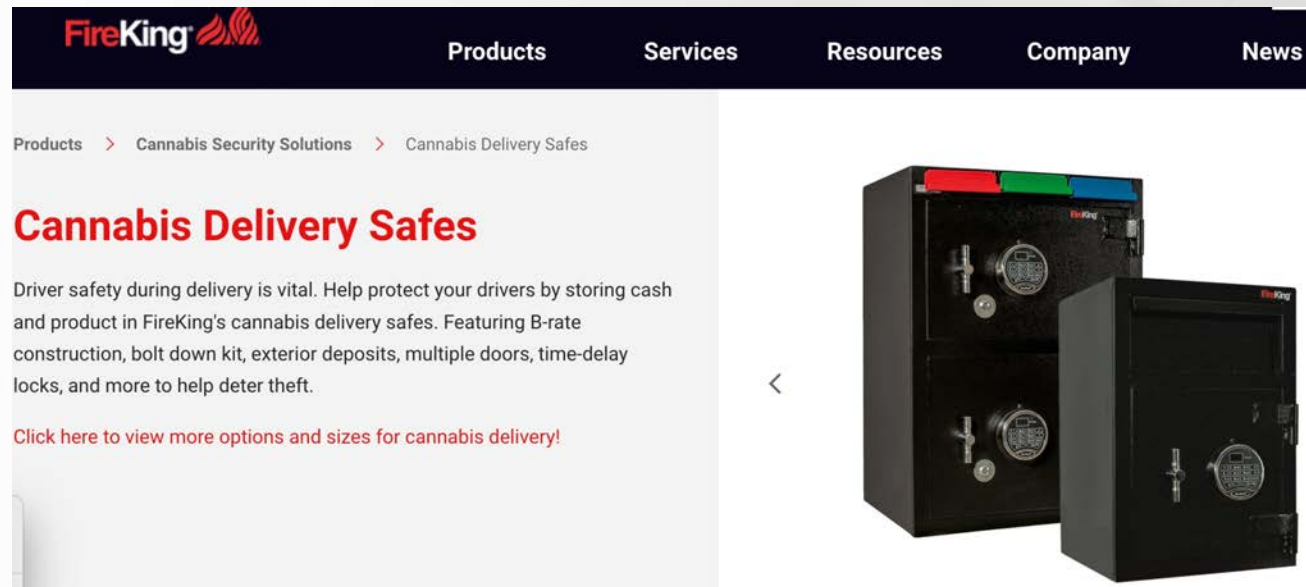 FireKing
Products Services Resources Company News
Products > Cannabis Security Solutions > Cannabis Delivery Safes
Cannabis Delivery Safes
Driver safety during delivery is vital. Help protect your drivers by storing cash
and product in FireKing's cannabis delivery safes. Featuring B-rate
construction, bolt down kit, exterior deposits, multiple doors, time-delay
locks, and more to help deter theft.
Click here to view more options and sizes for cannabis delivery!
FireKing
FireKing